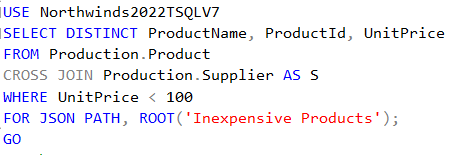 USE Northwinds2022TSQLV7
SELECT DISTINCT ProductName, ProductId, UnitPrice
FROM Production.Product
CROSS JOIN Production.Supplier AS S
WHERE UnitPrice < 100
FOR JSON PATH, ROOT('Inexpensive Products');
GO